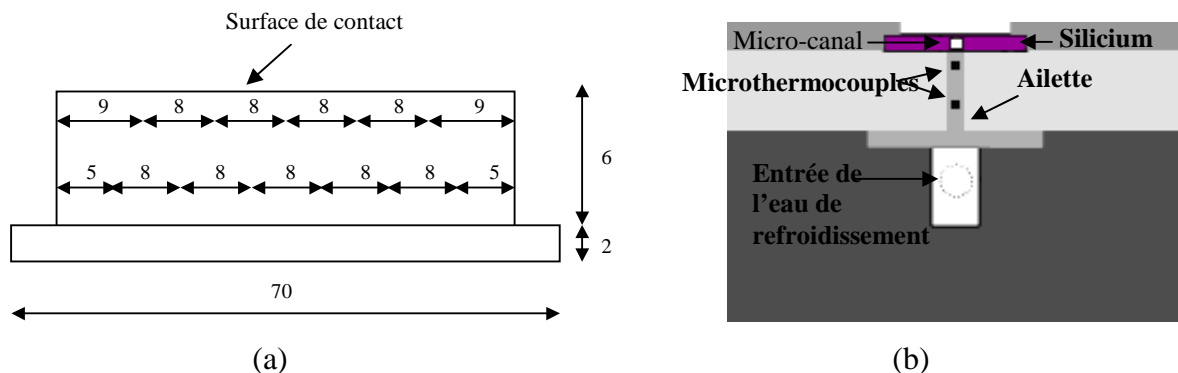 Surface de contact
9 8 8 8 8 9
5 8 8 8 8 8 5
6
2
70
(a)
Micro-canal
Silicium
Microthermocouples
Ailette
Entrée de
l'eau de
refroidissement
(b)